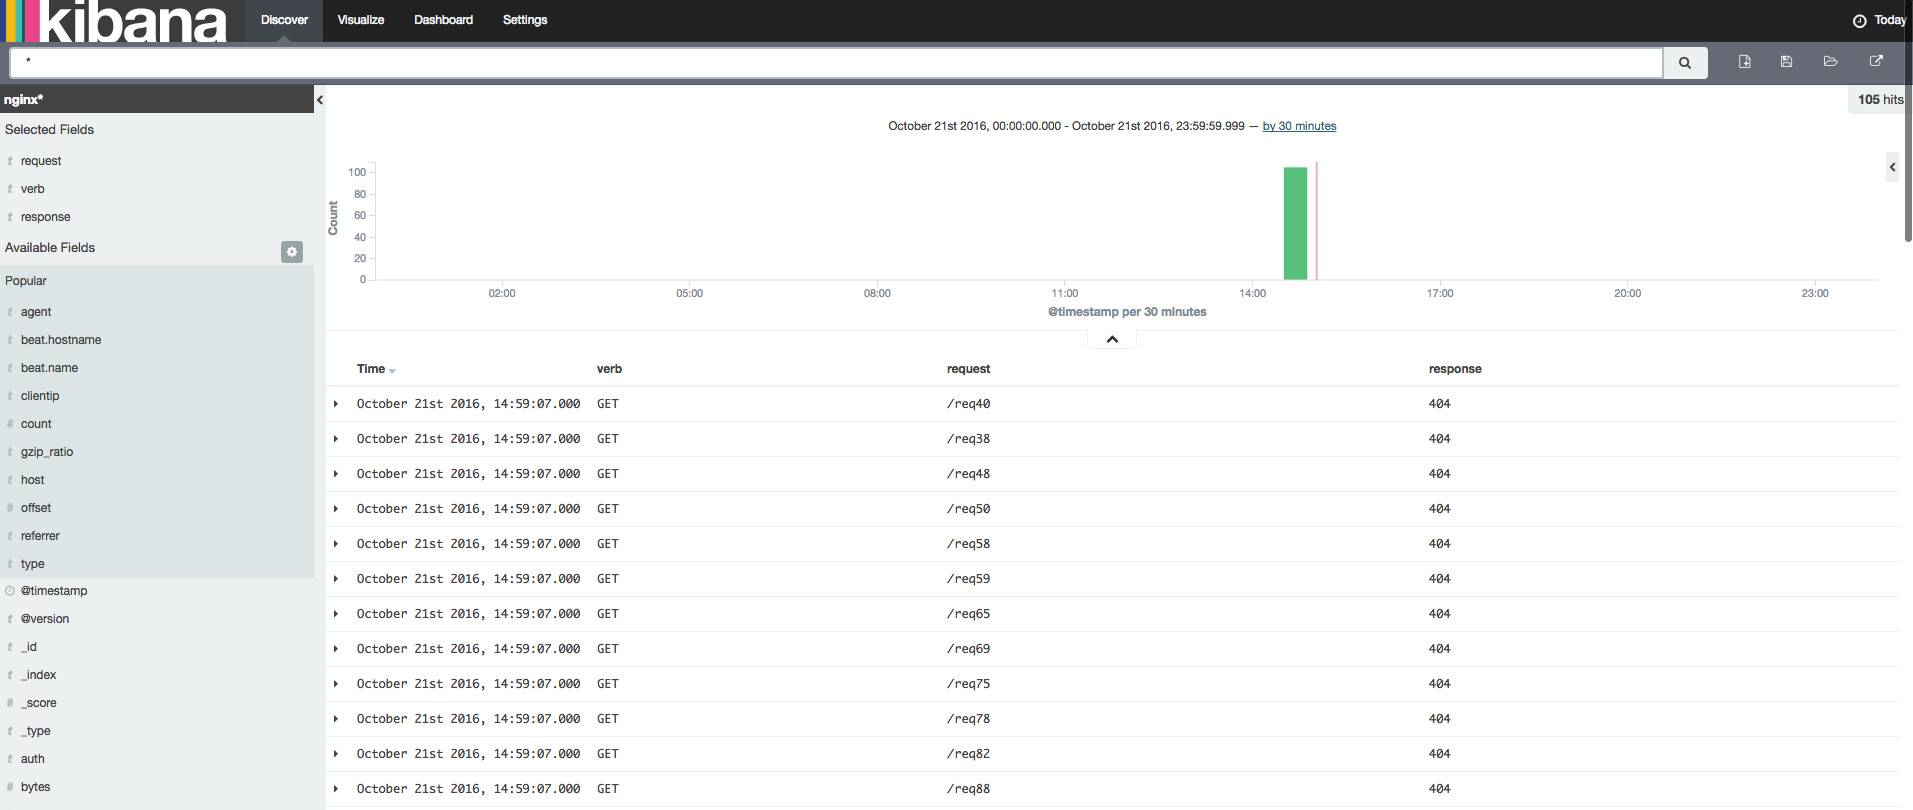 kibana Discover Visualize Dashboard Settings Today
*
nginx*
105 hits
Selected Fields
t request
t verb
t response
Available Fields
Popular
t agent
t beat.hostname
t beat.name
t clientip
# count
t gzip_ratio
t host
# offset
t referrer
t type
@timestamp
t @version
t _id
t _index
# _score
t _type
t auth
# bytes
October 21st 2016, 00:00:00.000 - October 21st 2016, 23:59:59.999 — by 30 minutes
Count
100
80
60
40
20
0
02:00 05:00 08:00 11:00 14:00 17:00 20:00 23:00
@timestamp per 30 minutes
Time verb request response
October 21st 2016, 14:59:07.000 GET /req40 404
October 21st 2016, 14:59:07.000 GET /req38 404
October 21st 2016, 14:59:07.000 GET /req48 404
October 21st 2016, 14:59:07.000 GET /req50 404
October 21st 2016, 14:59:07.000 GET /req58 404
October 21st 2016, 14:59:07.000 GET /req59 404
October 21st 2016, 14:59:07.000 GET /req65 404
October 21st 2016, 14:59:07.000 GET /req69 404
October 21st 2016, 14:59:07.000 GET /req75 404
October 21st 2016, 14:59:07.000 GET /req78 404
October 21st 2016, 14:59:07.000 GET /req82 404
October 21st 2016, 14:59:07.000 GET /req88 404